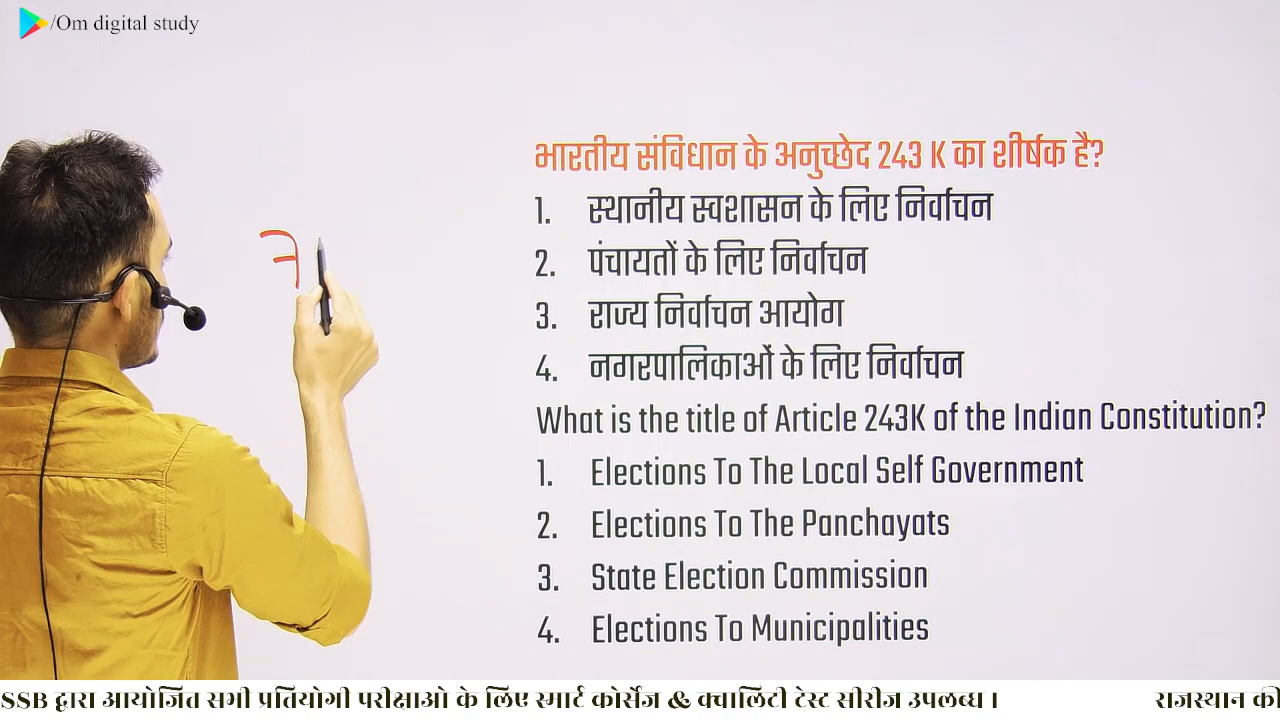 /Om digital study
भारतीय संविधान के अनुच्छेद 243 K का शीर्षक है?
1. स्थानीय स्वशासन के लिए निर्वाचन
2. पंचायतों के लिए निर्वाचन
3. राज्य निर्वाचन आयोग
4. नगरपालिकाओं के लिए निर्वाचन
What is the title of Article 243K of the Indian Constitution?
1. Elections To The Local Self Government
2. Elections To The Panchayats
3. State Election Commission
4. Elections To Municipalities
SSB द्वारा आयोजित सभी प्रतियोगी परीक्षाओ के लिए स्मार्ट कोर्सेज & क्वालिटी टेस्ट सीरीज उपलब्ध । राजस्थान की